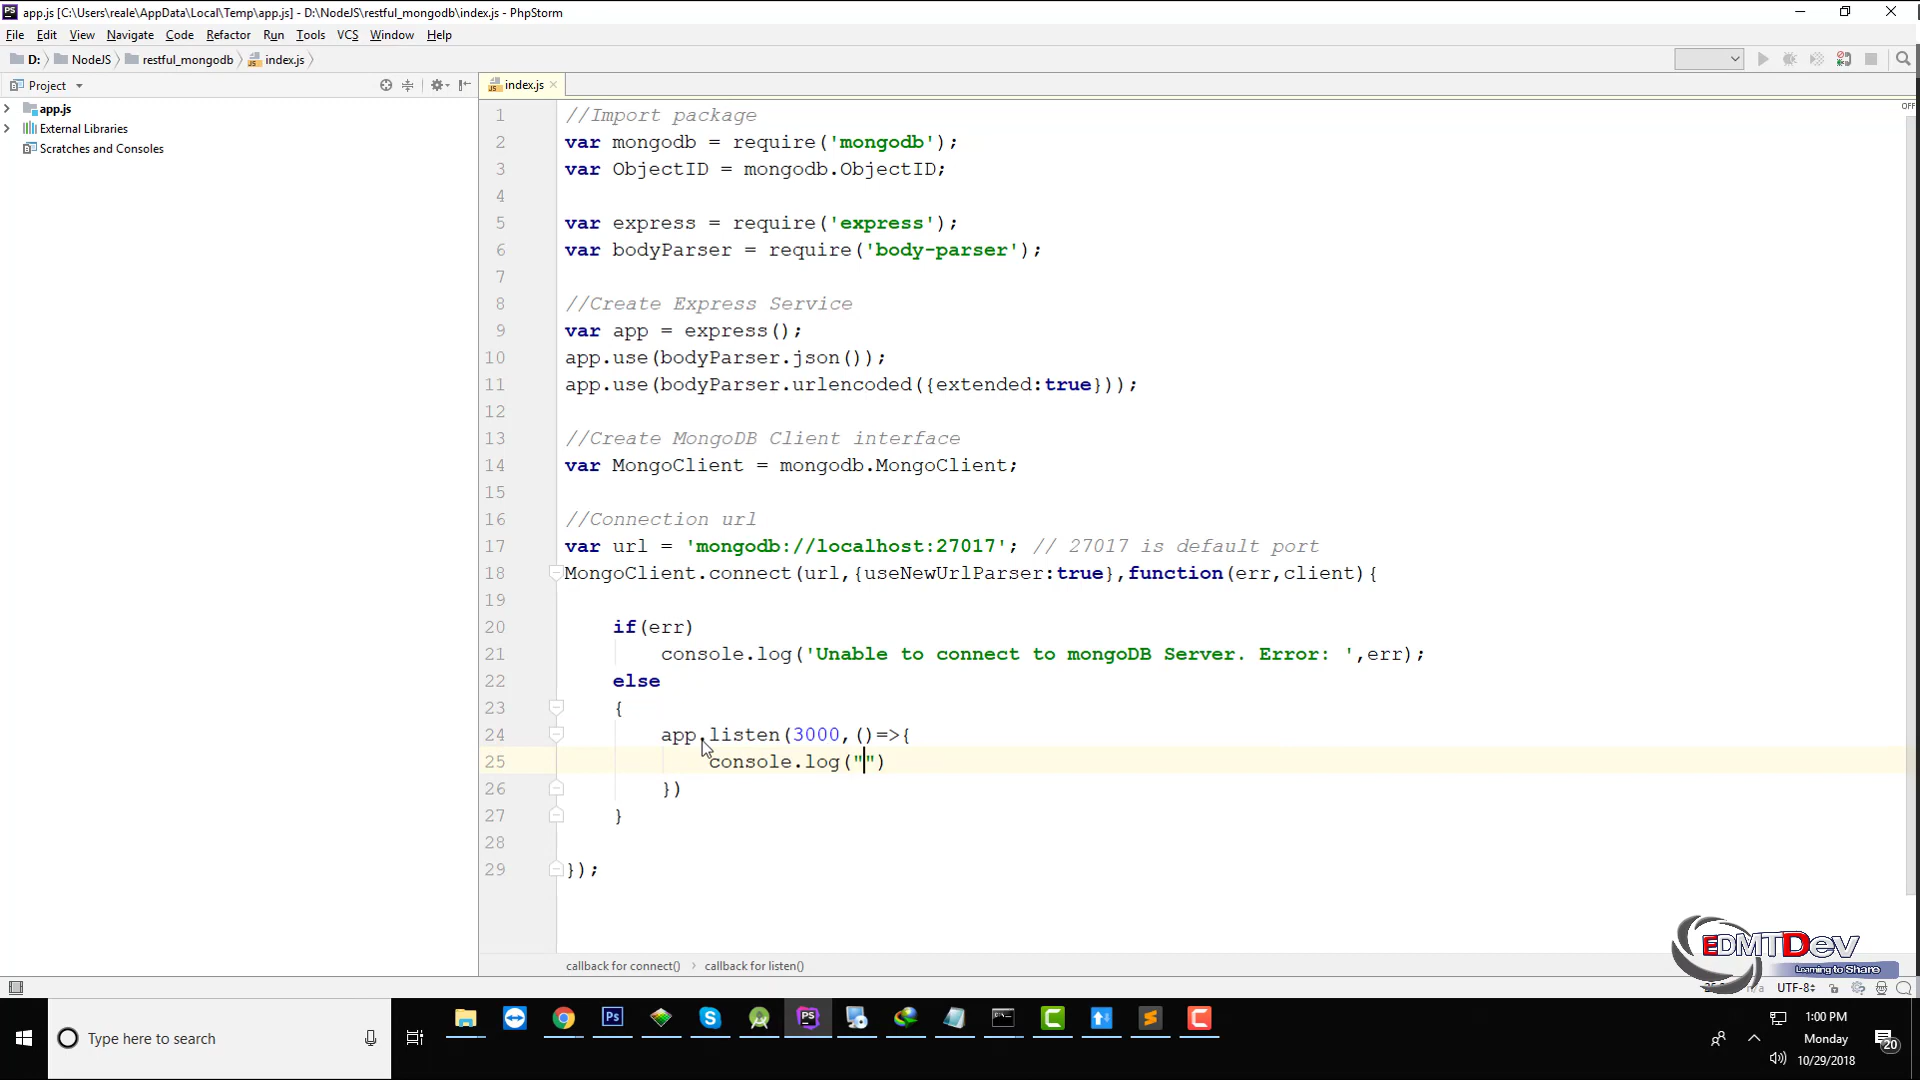 app.js [C:\Users\reale\AppData\Local\Temp\app.js] - D:\NodeJS\restful_mongodb\index.js - PhpStorm
File Edit View Navigate Code Refactor Run Tools VCS Window Help
D: NodeJS restful_mongodb index.js
Project
index.js
app.js
External Libraries
Scratches and Consoles
OFF
1 //Import package
2 var mongodb = require('mongodb');
3 var ObjectID = mongodb.ObjectID;
4
5 var express = require('express');
6 var bodyParser = require('body-parser');
7
8 //Create Express Service
9 var app = express();
10 app.use(bodyParser.json());
11 app.use(bodyParser.urlencoded({extended:true}));
12
13 //Create MongoDB Client interface
14 var MongoClient = mongodb.MongoClient;
15
16 //Connection url
17 var url = 'mongodb://localhost:27017'; // 27017 is default port
18 MongoClient.connect(url,{useNewUrlParser:true},function(err,client){
19
20 if(err)
21 console.log('Unable to connect to mongoDB Server. Error: ',err);
22 else
23 {
24 app.listen(3000,()=>{
25 console.log("")
26 })
27 }
28
29 });
callback for connect() › callback for listen()
EDMTDev
Learning to Share
n/a UTF-8
Type here to search
1:00 PM
Monday
10/29/2018
20